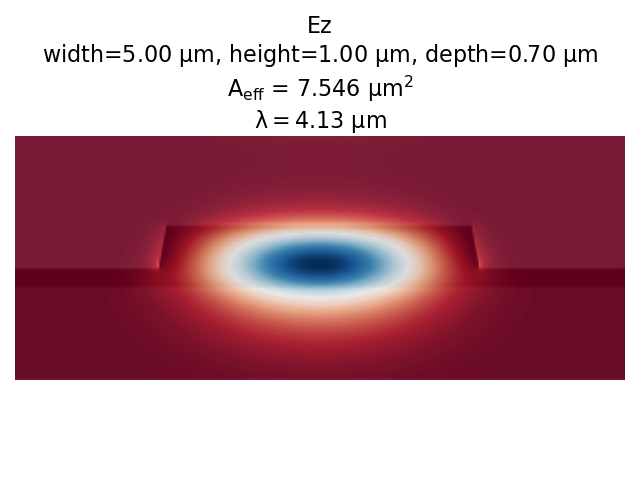 Ez
width=5.00 μm, height=1.00 μm, depth=0.70 μm
A_eff = 7.546 μm²
λ = 4.13 μm